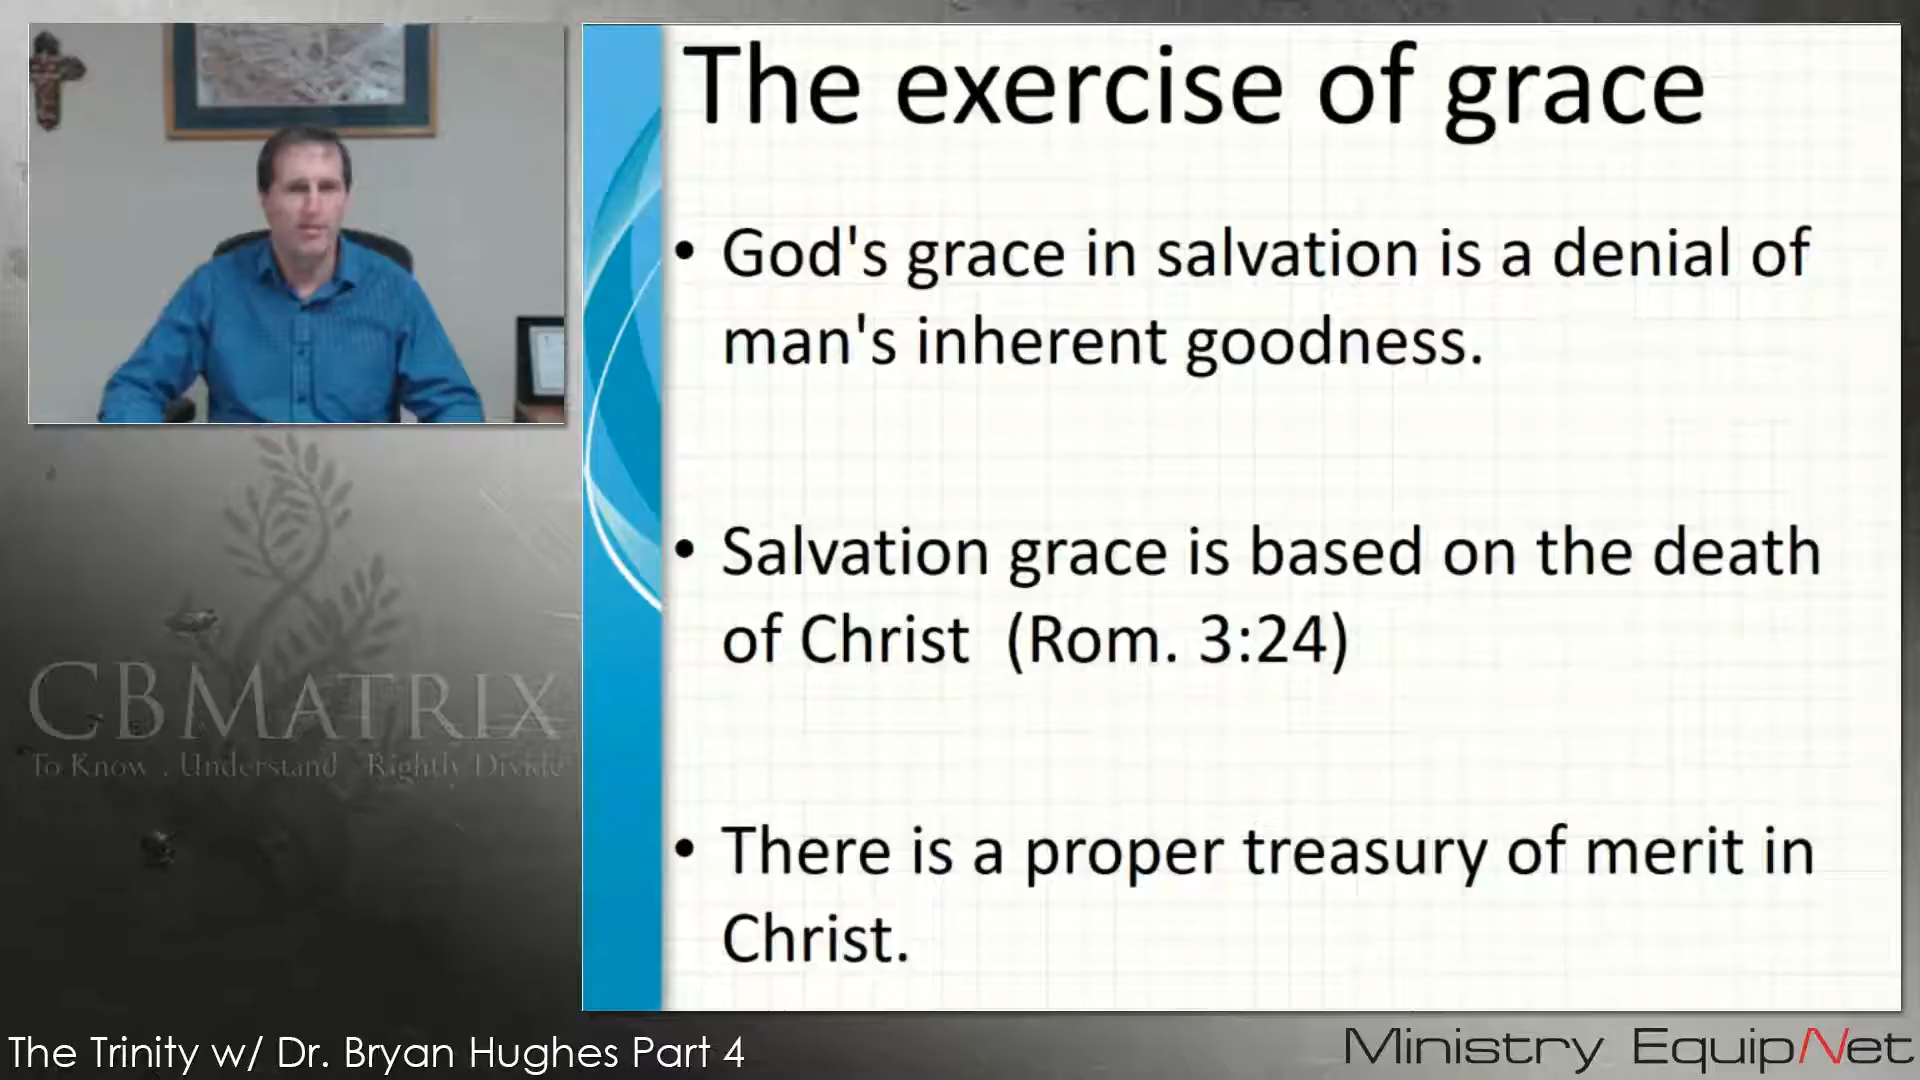 The exercise of grace
• God's grace in salvation is a denial of
man's inherent goodness.
• Salvation grace is based on the death
of Christ (Rom. 3:24)
• There is a proper treasury of merit in
Christ.
CBMATRIX
To Know . Understand . Rightly Divide
The Trinity w/ Dr. Bryan Hughes Part 4
Ministry EquipNet